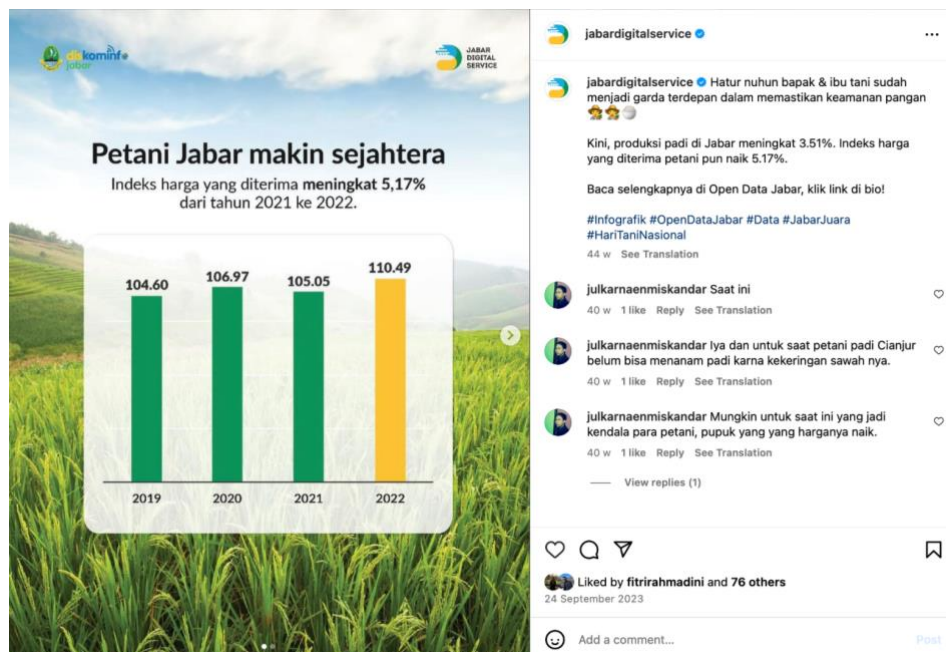 diskominfo
jabar
JABAR
DIGITAL
SERVICE
Petani Jabar makin sejahtera
Indeks harga yang diterima meningkat 5,17%
dari tahun 2021 ke 2022.
104.60
106.97
105.05
110.49
2019
2020
2021
2022
jabardigitalservice
jabardigitalservice Hatur nuhun bapak & ibu tani sudah
menjadi garda terdepan dalam memastikan keamanan pangan
🧑‍🌾🧑‍🌾🍚
Kini, produksi padi di Jabar meningkat 3.51%. Indeks harga
yang diterima petani pun naik 5.17%.
Baca selengkapnya di Open Data Jabar, klik link di bio!
#Infografik #OpenDataJabar #Data #JabarJuara
#HariTaniNasional
44 w See Translation
julkarnaenmiskandar Saat ini
40 w 1 like Reply See Translation
julkarnaenmiskandar Iya dan untuk saat petani padi Cianjur
belum bisa menanam padi karna kekeringan sawah nya.
40 w 1 like Reply See Translation
julkarnaenmiskandar Mungkin untuk saat ini yang jadi
kendala para petani, pupuk yang yang harganya naik.
40 w 1 like Reply See Translation
View replies (1)
Liked by fitrirahmadini and 76 others
24 September 2023
Add a comment...
Post